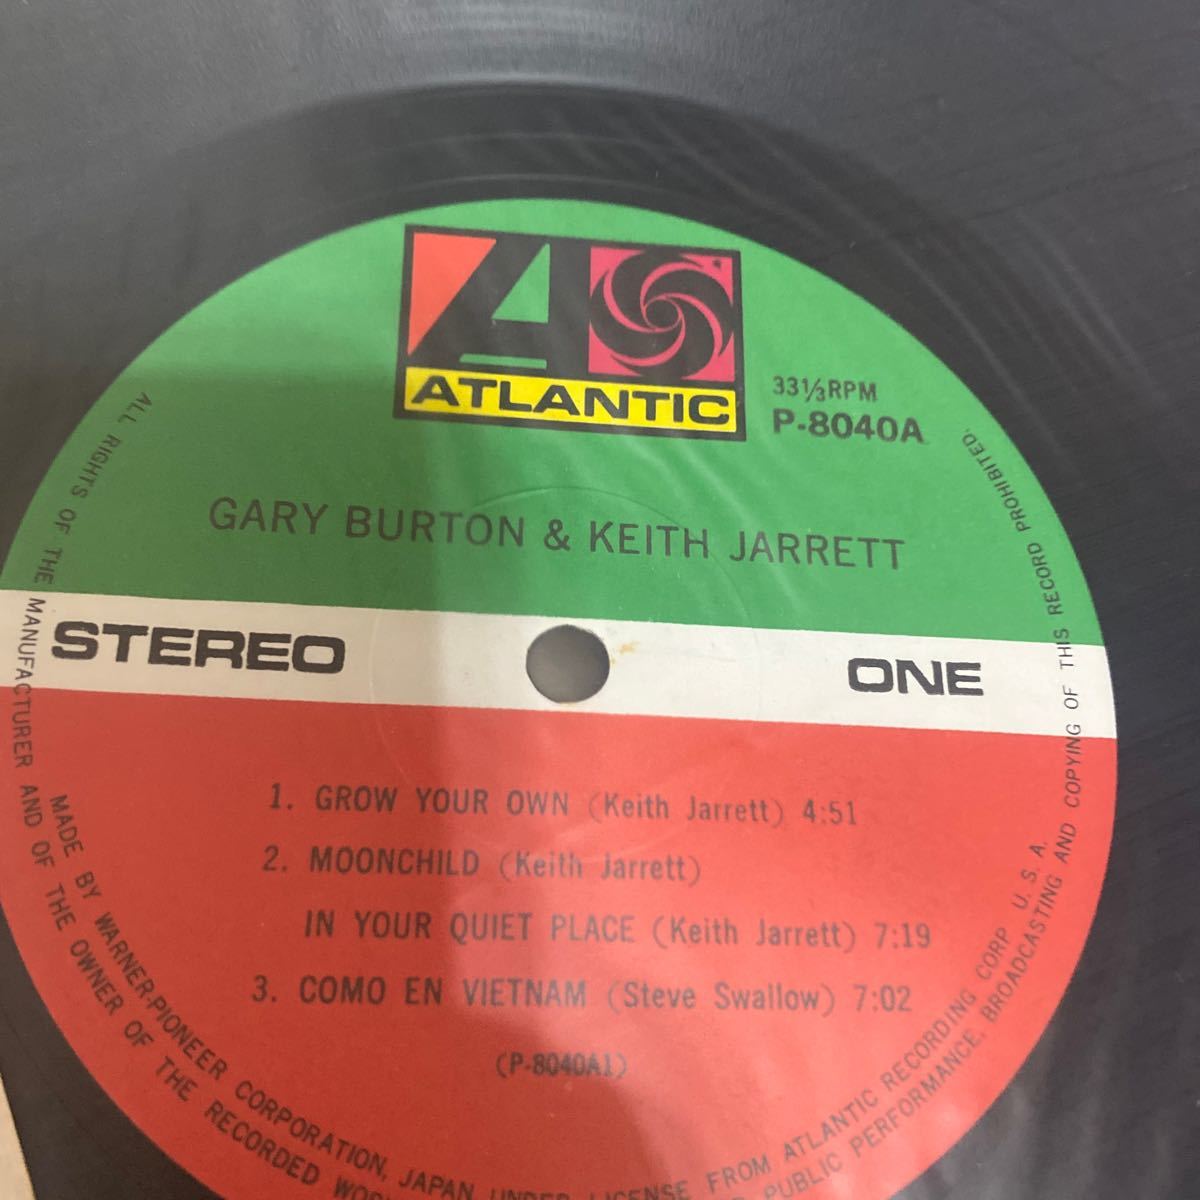 ATLANTIC
33⅓RPM
P-8040A
GARY BURTON & KEITH JARRETT
STEREO
ONE
1. GROW YOUR OWN (Keith Jarrett) 4:51
2. MOONCHILD (Keith Jarrett)
IN YOUR QUIET PLACE (Keith Jarrett) 7:19
3. COMO EN VIETNAM (Steve Swallow) 7:02
(P-8040A1)
ALL RIGHTS OF THE MANUFACTURER AND OF THE OWNER OF THE RECORDED
PUBLIC PERFORMANCE, BROADCASTING AND COPYING OF THIS RECORD PROHIBITED.
MADE BY WARNER-PIONEER CORPORATION, JAPAN UNDER LICENSE FROM ATLANTIC RECORDING CORP U. S. A.